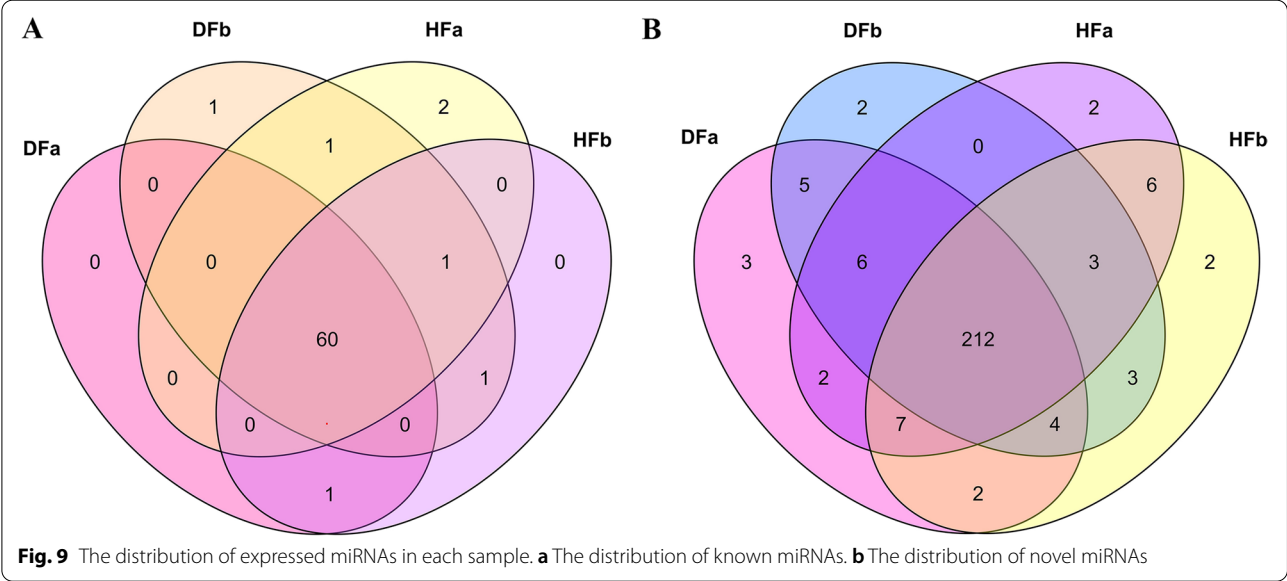 A
B
DFb
HFa
DFb
HFa
DFa
HFb
DFa
HFb
1
2
1
0
0
0
0
1
0
60
0
1
0
0
1
2
2
0
5
6
3
6
3
2
212
2
3
7
4
2
Fig. 9 The distribution of expressed miRNAs in each sample. a The distribution of known miRNAs. b The distribution of novel miRNAs